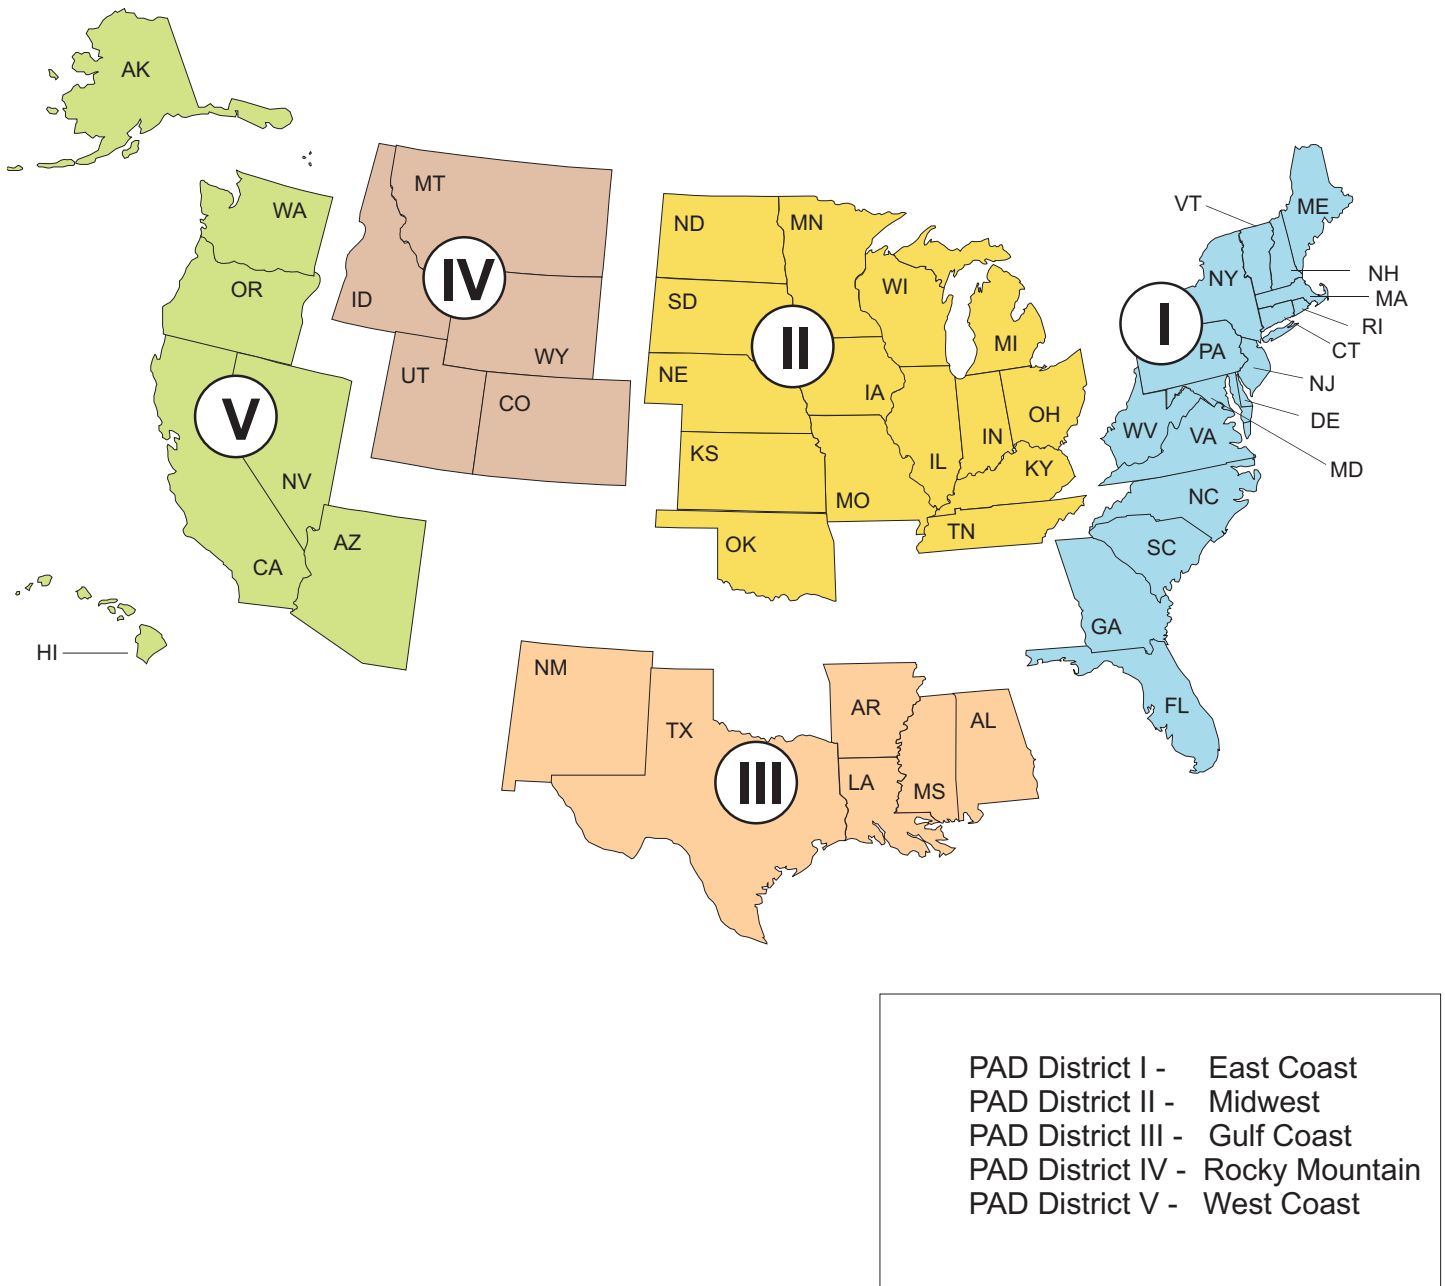 AK
WA
OR
V
NV
CA
AZ
HI
MT
IV
ID
WY
UT
CO
ND
MN
SD
WI
II
MI
NE
IA
OH
IN
KS
IL
KY
MO
TN
OK
VT
ME
NY
NH
MA
I
RI
CT
PA
NJ
DE
WV
VA
MD
NC
SC
GA
FL
NM
AR
AL
TX
III
LA
MS
PAD District I - East Coast
PAD District II - Midwest
PAD District III - Gulf Coast
PAD District IV - Rocky Mountain
PAD District V - West Coast